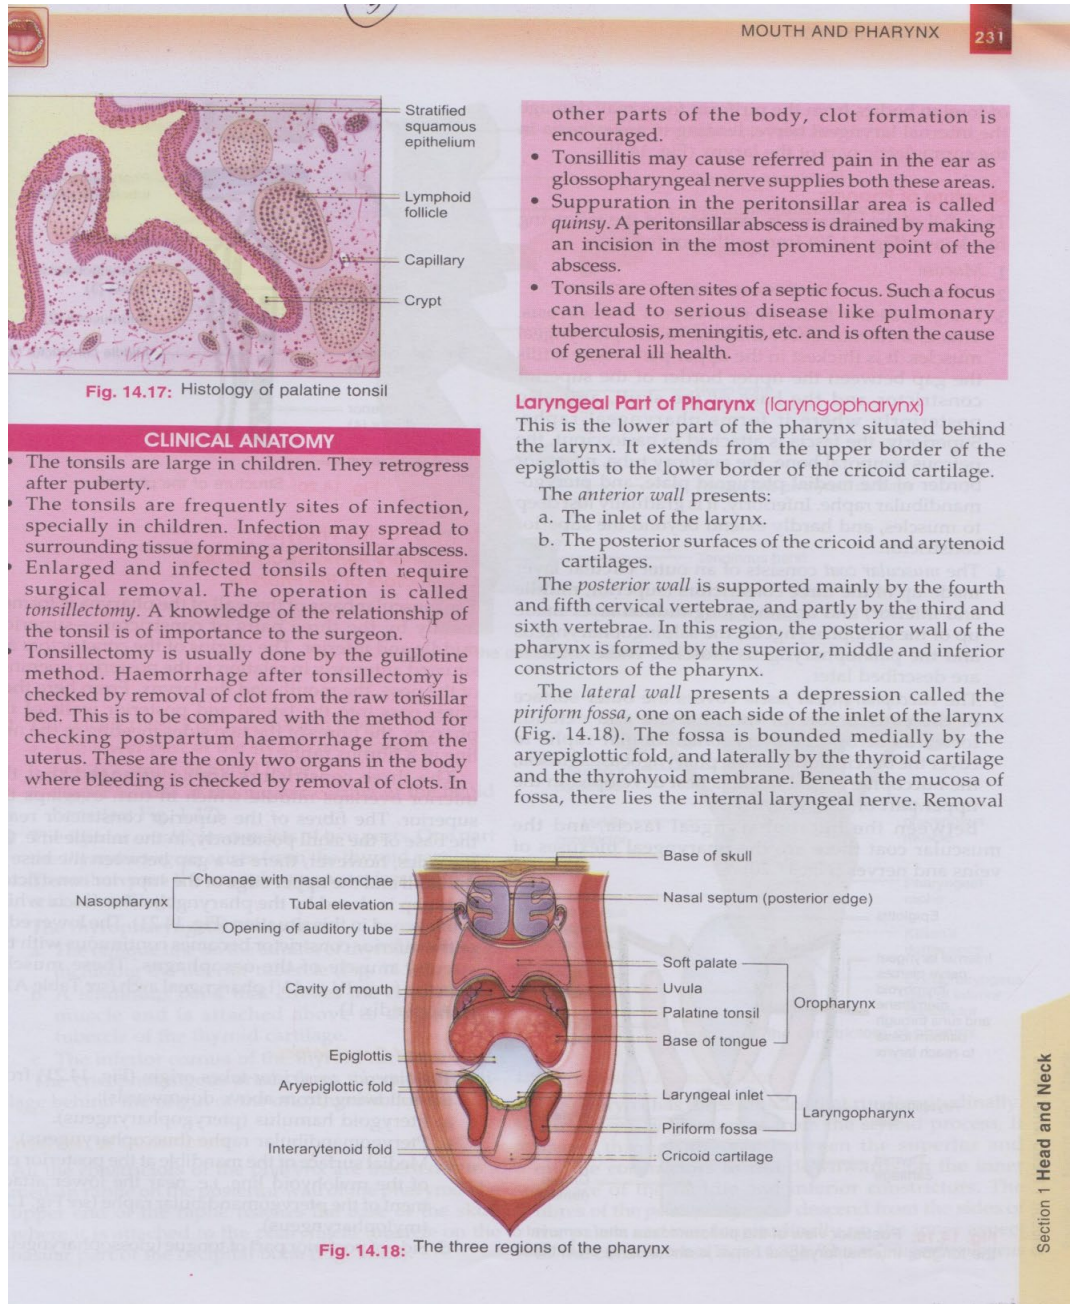 MOUTH AND PHARYNX
231
Stratified
squamous
epithelium
Lymphoid
follicle
Capillary
Crypt
Fig. 14.17: Histology of palatine tonsil
CLINICAL ANATOMY
• The tonsils are large in children. They retrogress
after puberty.
• The tonsils are frequently sites of infection,
specially in children. Infection may spread to
surrounding tissue forming a peritonsillar abscess.
• Enlarged and infected tonsils often require
surgical removal. The operation is called
tonsillectomy. A knowledge of the relationship of
the tonsil is of importance to the surgeon.
• Tonsillectomy is usually done by the guillotine
method. Haemorrhage after tonsillectomy is
checked by removal of clot from the raw tonsillar
bed. This is to be compared with the method for
checking postpartum haemorrhage from the
uterus. These are the only two organs in the body
where bleeding is checked by removal of clots. In
other parts of the body, clot formation is
encouraged.
• Tonsillitis may cause referred pain in the ear as
glossopharyngeal nerve supplies both these areas.
• Suppuration in the peritonsillar area is called
quinsy. A peritonsillar abscess is drained by making
an incision in the most prominent point of the
abscess.
• Tonsils are often sites of a septic focus. Such a focus
can lead to serious disease like pulmonary
tuberculosis, meningitis, etc. and is often the cause
of general ill health.
Laryngeal Part of Pharynx (laryngopharynx)
This is the lower part of the pharynx situated behind
the larynx. It extends from the upper border of the
epiglottis to the lower border of the cricoid cartilage.
The anterior wall presents:
a. The inlet of the larynx.
b. The posterior surfaces of the cricoid and arytenoid
cartilages.
The posterior wall is supported mainly by the fourth
and fifth cervical vertebrae, and partly by the third and
sixth vertebrae. In this region, the posterior wall of the
pharynx is formed by the superior, middle and inferior
constrictors of the pharynx.
The lateral wall presents a depression called the
piriform fossa, one on each side of the inlet of the larynx
(Fig. 14.18). The fossa is bounded medially by the
aryepiglottic fold, and laterally by the thyroid cartilage
and the thyrohyoid membrane. Beneath the mucosa of
fossa, there lies the internal laryngeal nerve. Removal
Nasopharynx
Choanae with nasal conchae
Tubal elevation
Opening of auditory tube
Cavity of mouth
Epiglottis
Aryepiglottic fold
Interarytenoid fold
Base of skull
Nasal septum (posterior edge)
Soft palate
Uvula
Palatine tonsil
Base of tongue
Oropharynx
Laryngeal inlet
Piriform fossa
Laryngopharynx
Cricoid cartilage
Fig. 14.18: The three regions of the pharynx
Section 1 Head and Neck